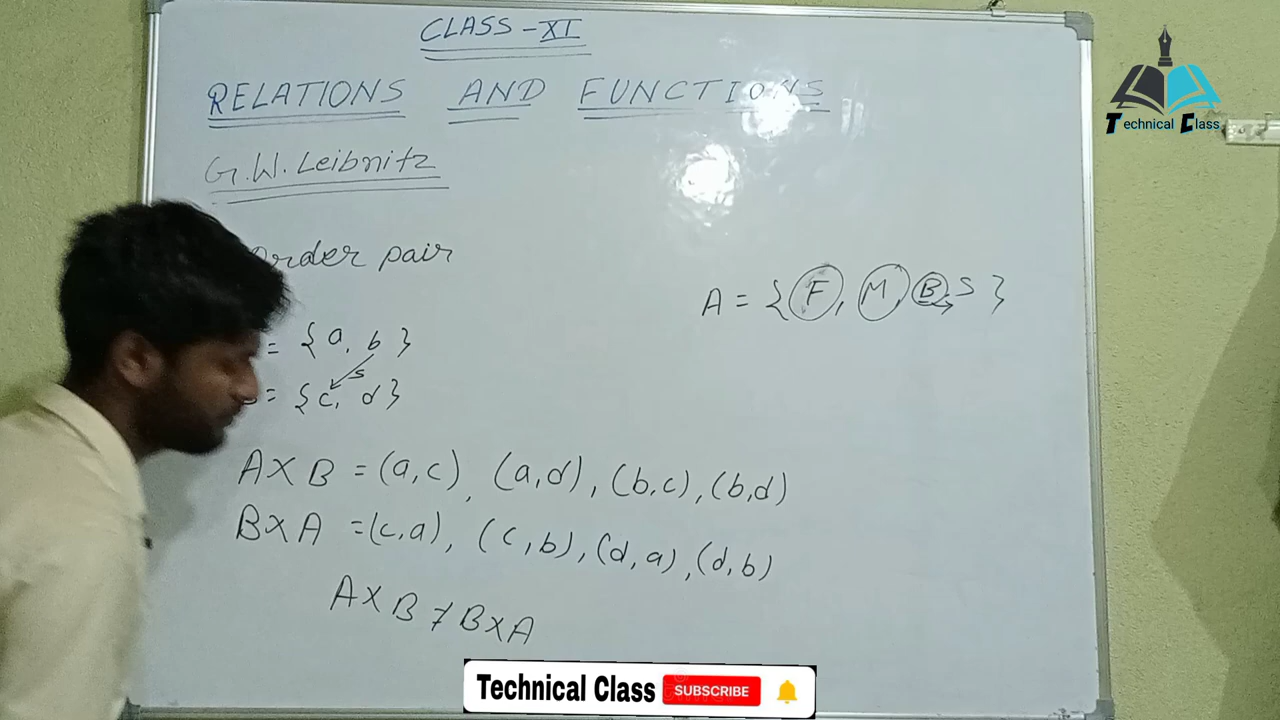 CLASS-XI
RELATIONS AND FUNCTIONS
G.W. Leibnitz
Order pair
A = {F, M, B, S}
= {a, b}
S
= {c, d}
A×B = (a,c), (a,d), (b,c), (b,d)
B×A = (c,a), (c,b), (d,a), (d,b)
A×B ≠ B×A
Technical Class
Technical Class SUBSCRIBE